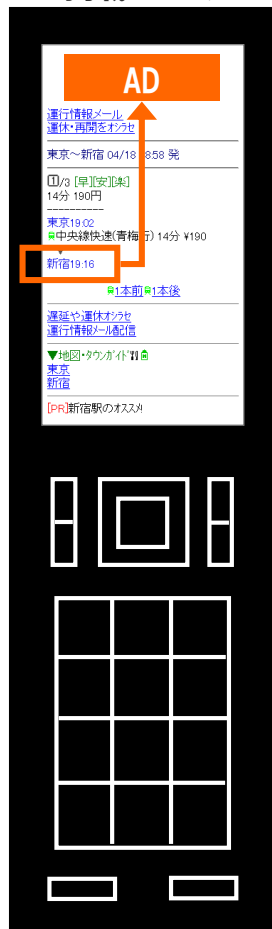 AD
運行情報メール
運休・再開をオシラセ
東京～新宿 04/18 8:58 発
1/3 [早][安][楽]
14分 190円
----------
東京19:02
中央線快速(青梅行) 14分 ¥190
新宿19:16
1本前 1本後
遅延や運休オシラセ
運行情報メール配信
▼地図・タウンガイド
東京
新宿
[PR]新宿駅のオススメ